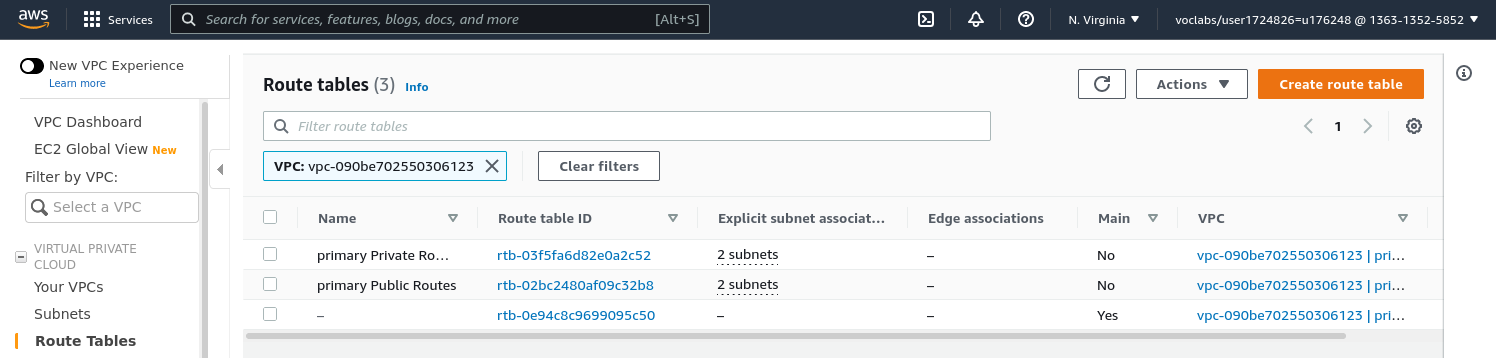 aws Services Search for services, features, blogs, docs, and more [Alt+S] N. Virginia voclabs/user1724826=u176248 @ 1363-1352-5852
New VPC Experience
Learn more
VPC Dashboard
EC2 Global View New
Filter by VPC:
Select a VPC
VIRTUAL PRIVATE
CLOUD
Your VPCs
Subnets
Route Tables
Route tables (3) Info
Actions
Create route table
Filter route tables
1
VPC: vpc-090be702550306123
Clear filters
Name Route table ID Explicit subnet associat... Edge associations Main VPC
primary Private Ro... rtb-03f5fa6d82e0a2c52 2 subnets – No vpc-090be702550306123 | pri...
primary Public Routes rtb-02bc2480af09c32b8 2 subnets – No vpc-090be702550306123 | pri...
– rtb-0e94c8c9699095c50 – – Yes vpc-090be702550306123 | pri...